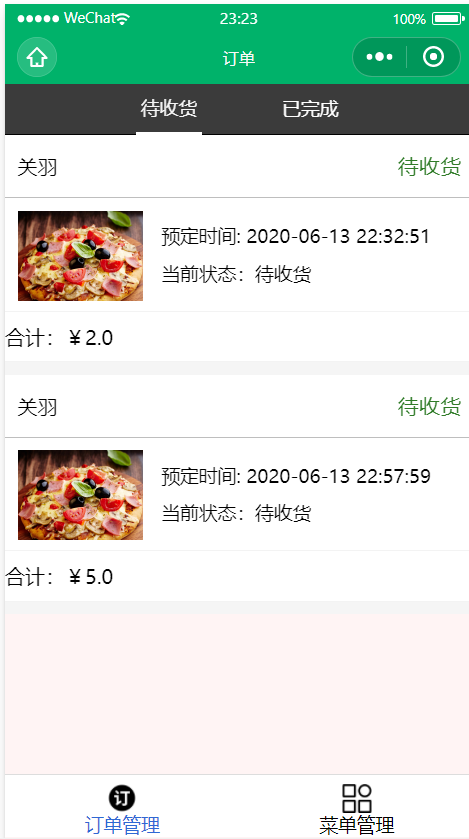 WeChat 23:23 100%
订单
待收货 已完成
关羽 待收货
预定时间: 2020-06-13 22:32:51
当前状态：待收货
合计：￥2.0
关羽 待收货
预定时间: 2020-06-13 22:57:59
当前状态：待收货
合计：￥5.0
订
订单管理 菜单管理